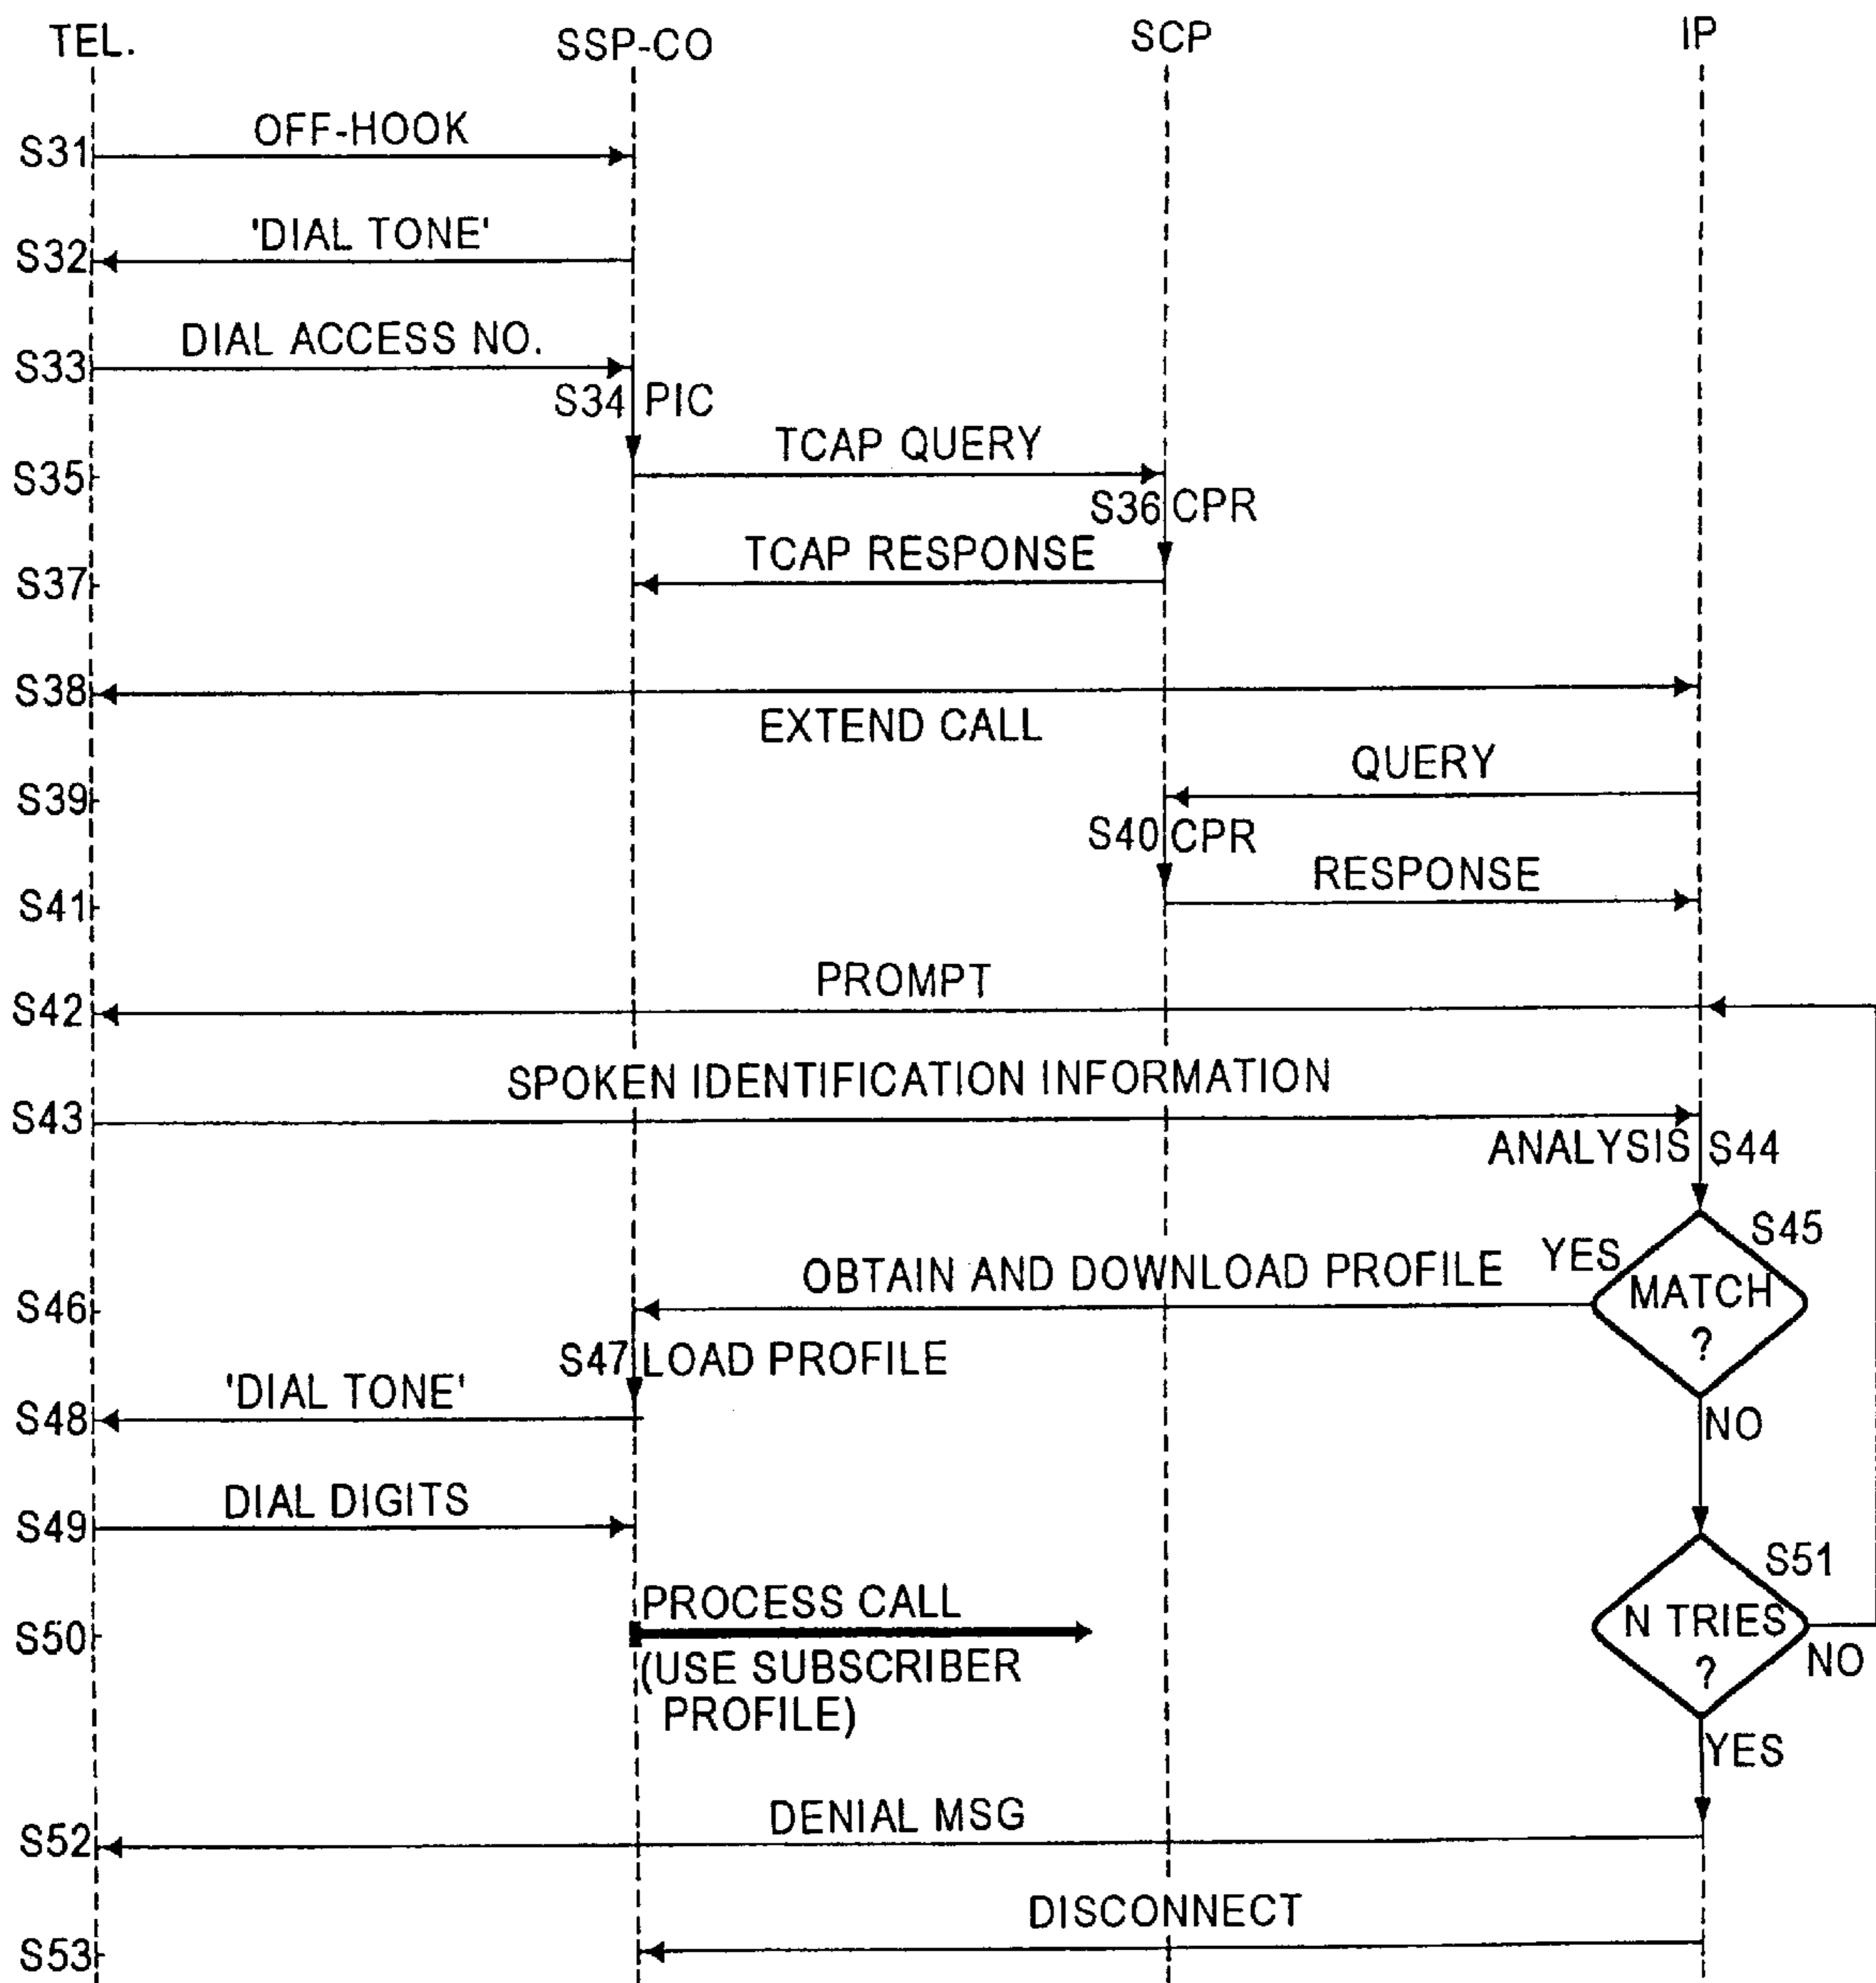 TEL. SSP-CO SCP IP
S31 OFF-HOOK
S32 'DIAL TONE'
S33 DIAL ACCESS NO.
S34 PIC
S35 TCAP QUERY
S36 CPR
S37 TCAP RESPONSE
S38 EXTEND CALL
S39 QUERY
S40 CPR
S41 RESPONSE
S42 PROMPT
S43 SPOKEN IDENTIFICATION INFORMATION
ANALYSIS S44
S45
MATCH
?
YES
NO
S46 OBTAIN AND DOWNLOAD PROFILE
S47 LOAD PROFILE
S48 'DIAL TONE'
S49 DIAL DIGITS
S50 PROCESS CALL
(USE SUBSCRIBER
PROFILE)
S51
N TRIES
?
NO
YES
S52 DENIAL MSG
S53 DISCONNECT